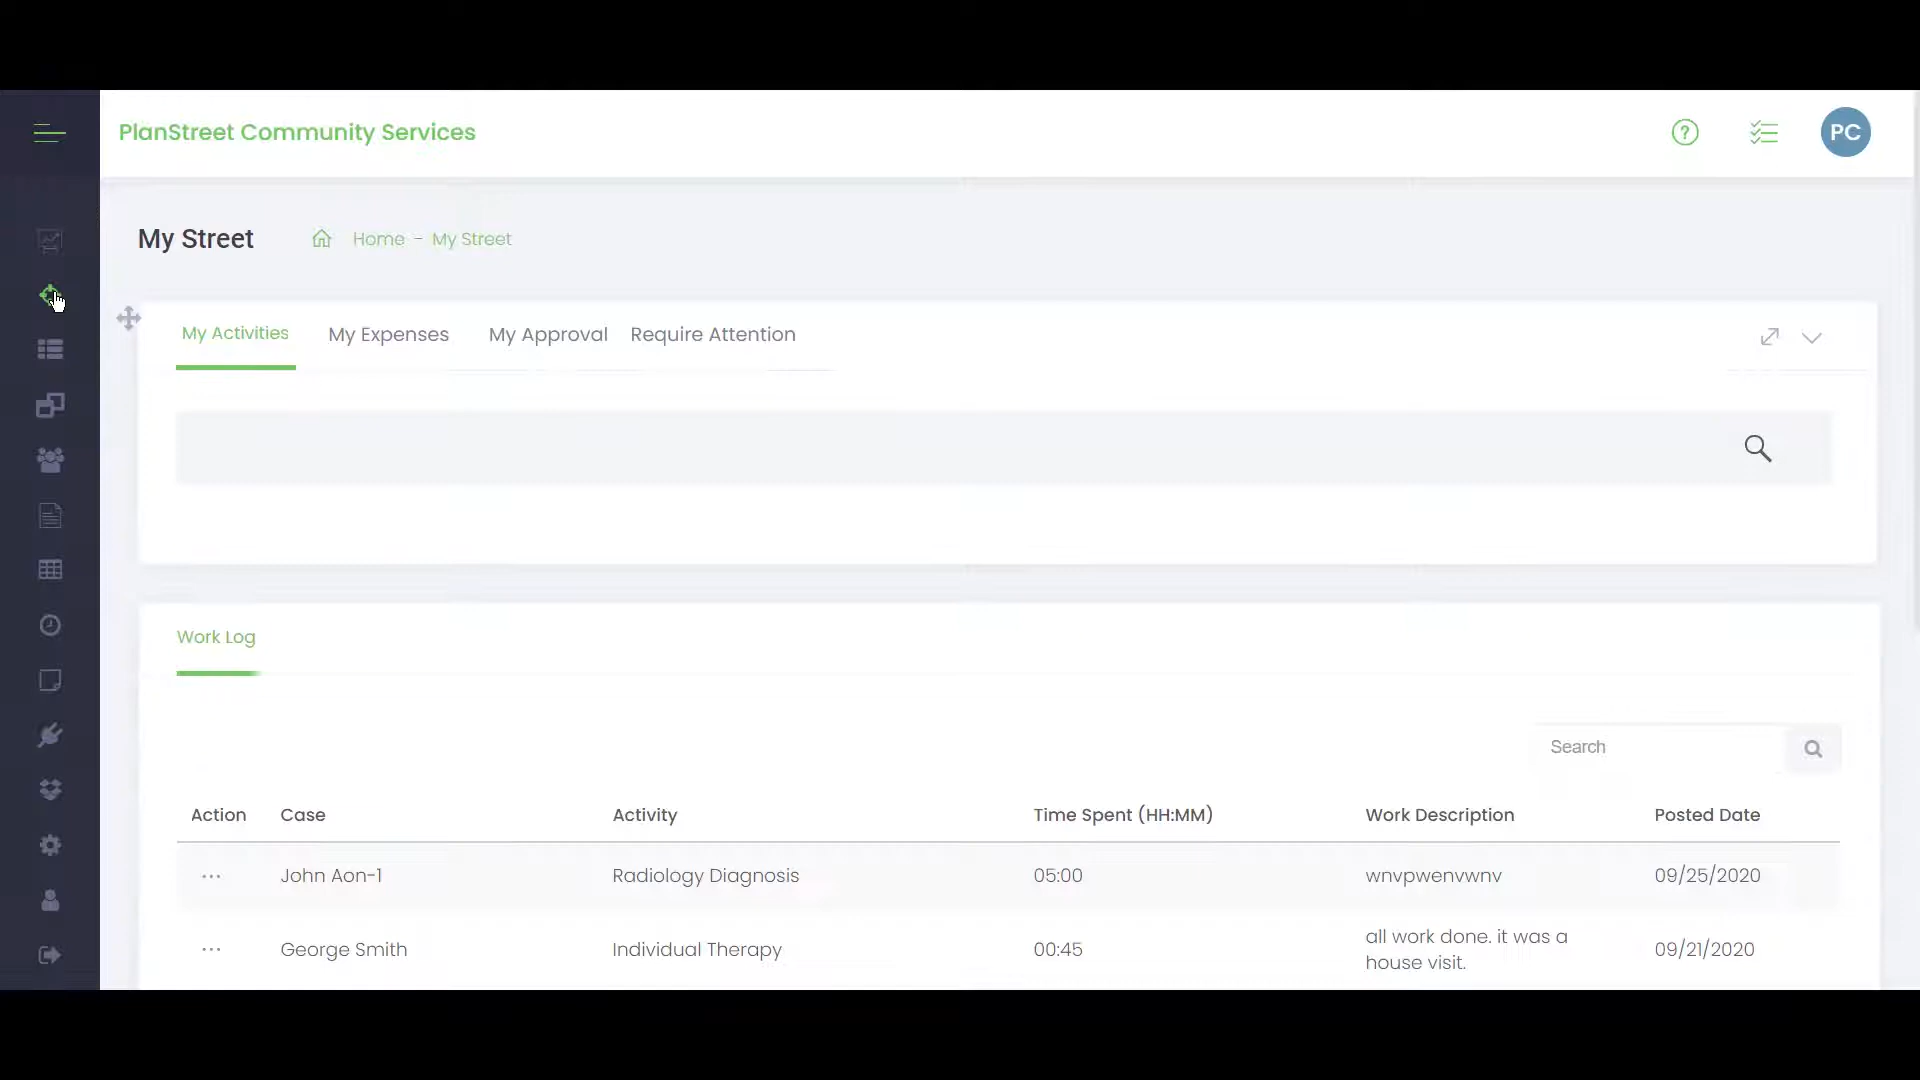 PlanStreet Community Services
?
PC
My Street
Home - My Street
My Activities
My Expenses
My Approval
Require Attention
Work Log
Search
Action Case Activity Time Spent (HH:MM) Work Description Posted Date
... John Aon-1 Radiology Diagnosis 05:00 wnvpwenvwnv 09/25/2020
... George Smith Individual Therapy 00:45 all work done. it was a
house visit. 09/21/2020